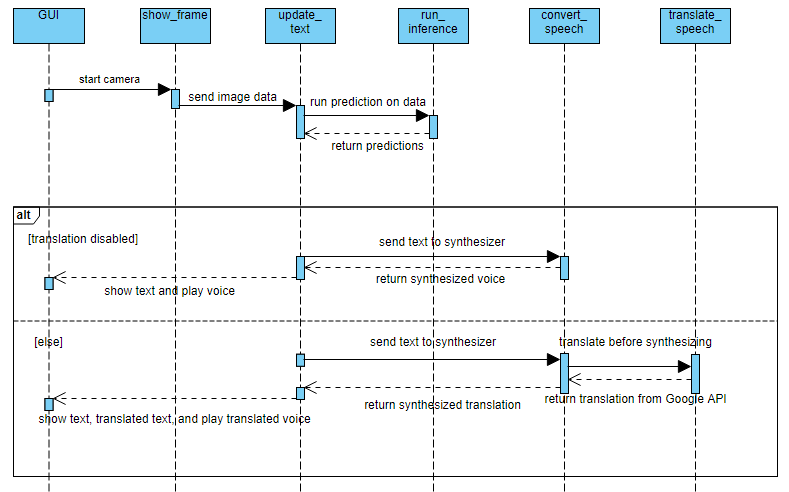 GUI
show_frame
update_
text
run_
inference
convert_
speech
translate_
speech
start camera
send image data
run prediction on data
return predictions
alt
[translation disabled]
send text to synthesizer
return synthesized voice
show text and play voice
[else]
send text to synthesizer
translate before synthesizing
return translation from Google API
return synthesized translation
show text, translated text, and play translated voice